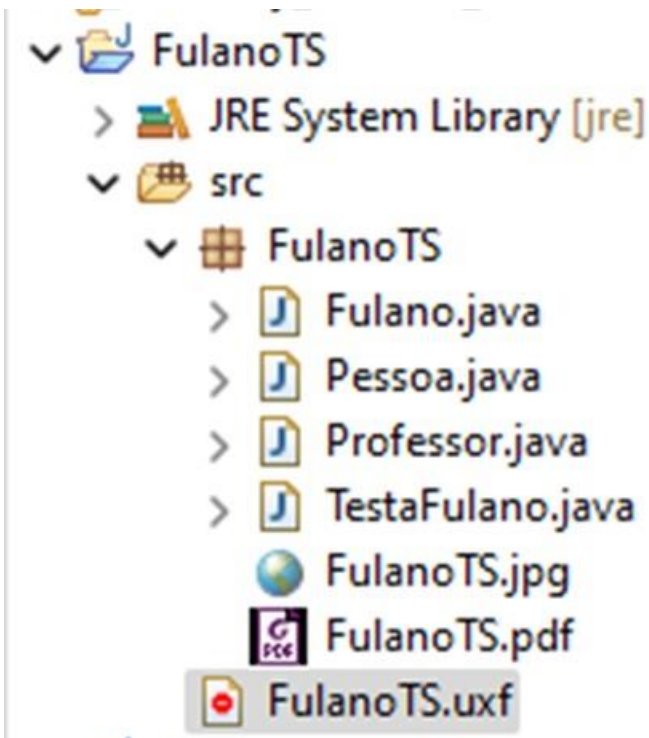 FulanoTS
JRE System Library [jre]
src
FulanoTS
Fulano.java
Pessoa.java
Professor.java
TestaFulano.java
FulanoTS.jpg
FulanoTS.pdf
FulanoTS.uxf